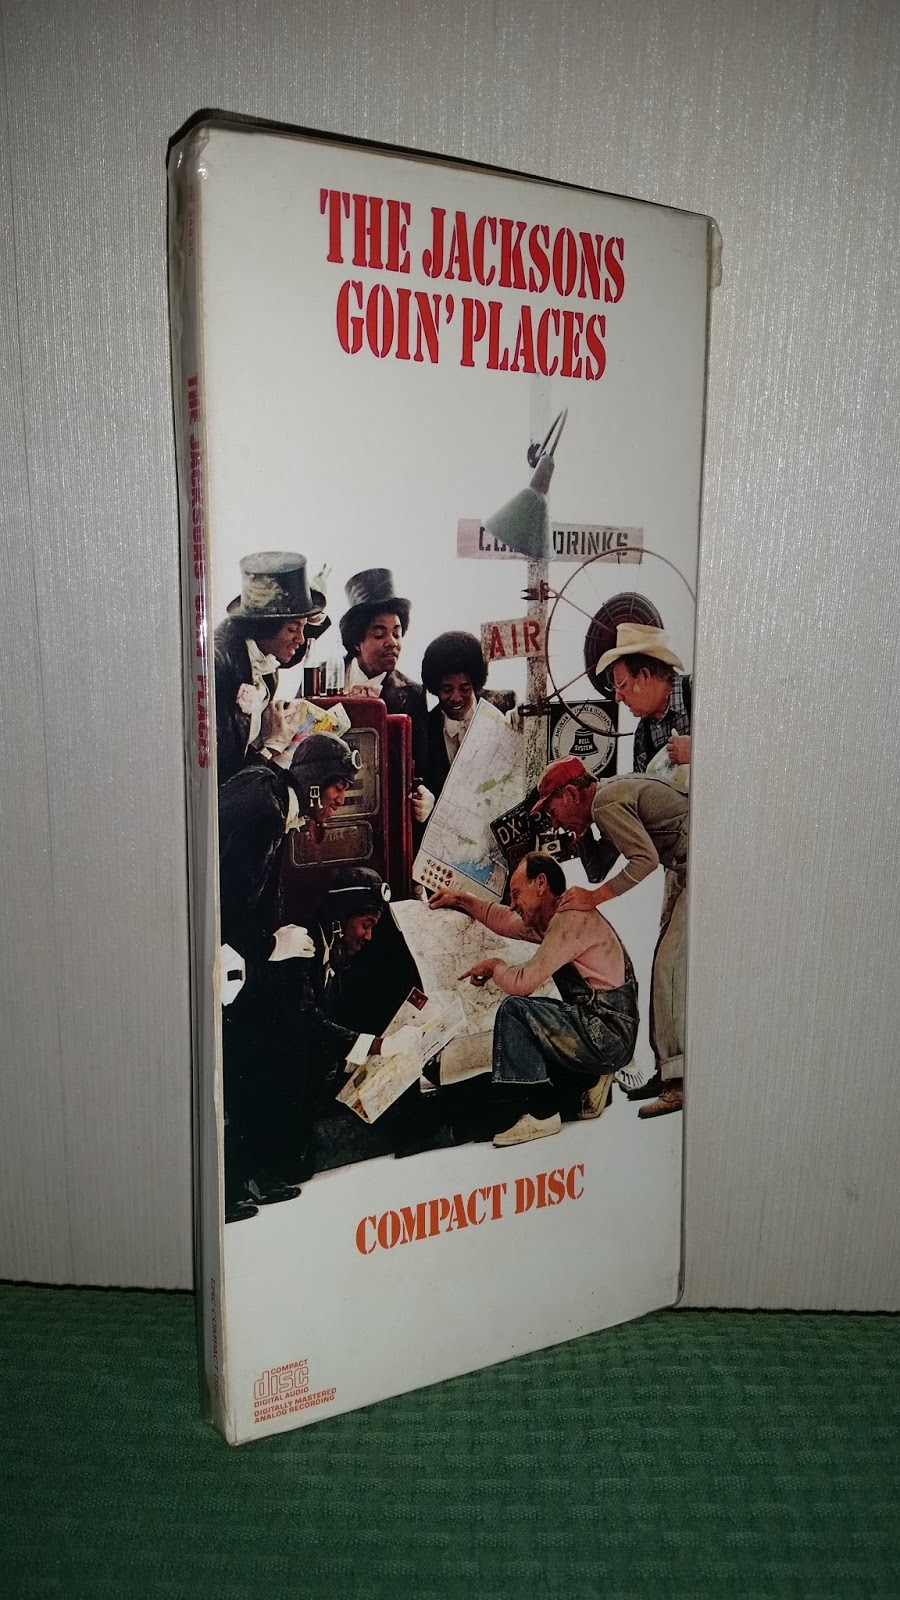 THE JACKSONS
GOIN' PLACES
DRINKS
AIR
BELL
SYSTEM
COMPACT DISC
COMPACT
disc
DIGITAL AUDIO
DIGITALLY MASTERED
ANALOG RECORDING
THE JACKSONS GOIN' PLACES